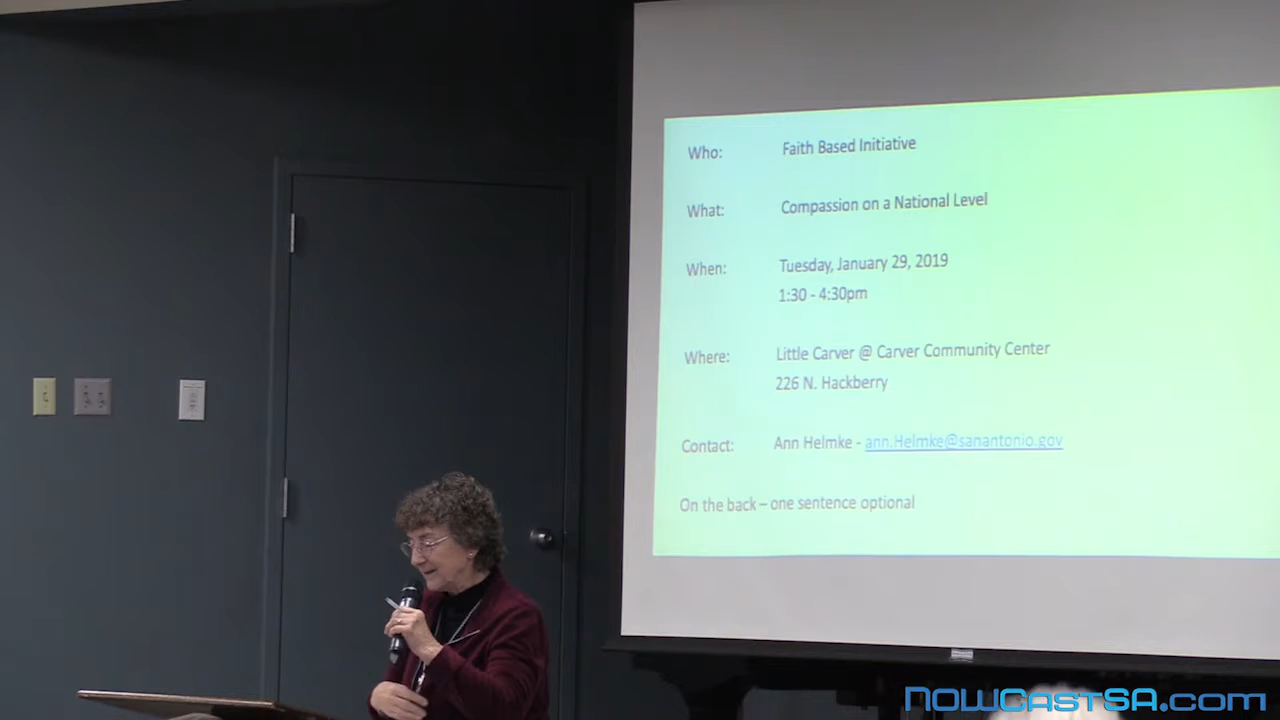 Who: Faith Based Initiative
What: Compassion on a National Level
When: Tuesday, January 29, 2019
1:30 - 4:30pm
Where: Little Carver @ Carver Community Center
226 N. Hackberry
Contact: Ann Helmke - ann.Helmke@sanantonio.gov
On the back – one sentence optional
NOWCASTSA.com